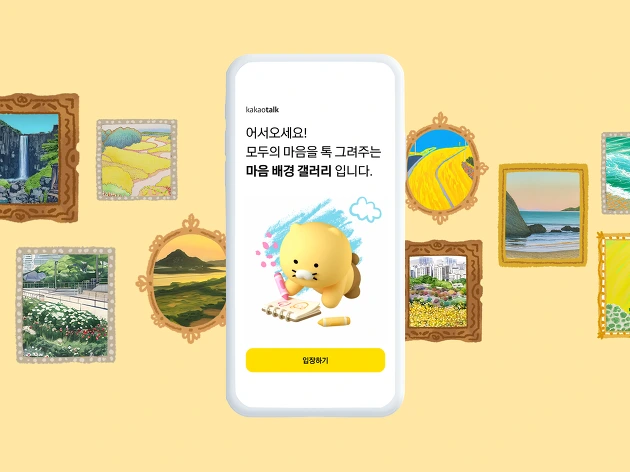 kakaotalk
어서오세요!
모두의 마음을 톡 그려주는
마음 배경 갤러리 입니다.
입장하기